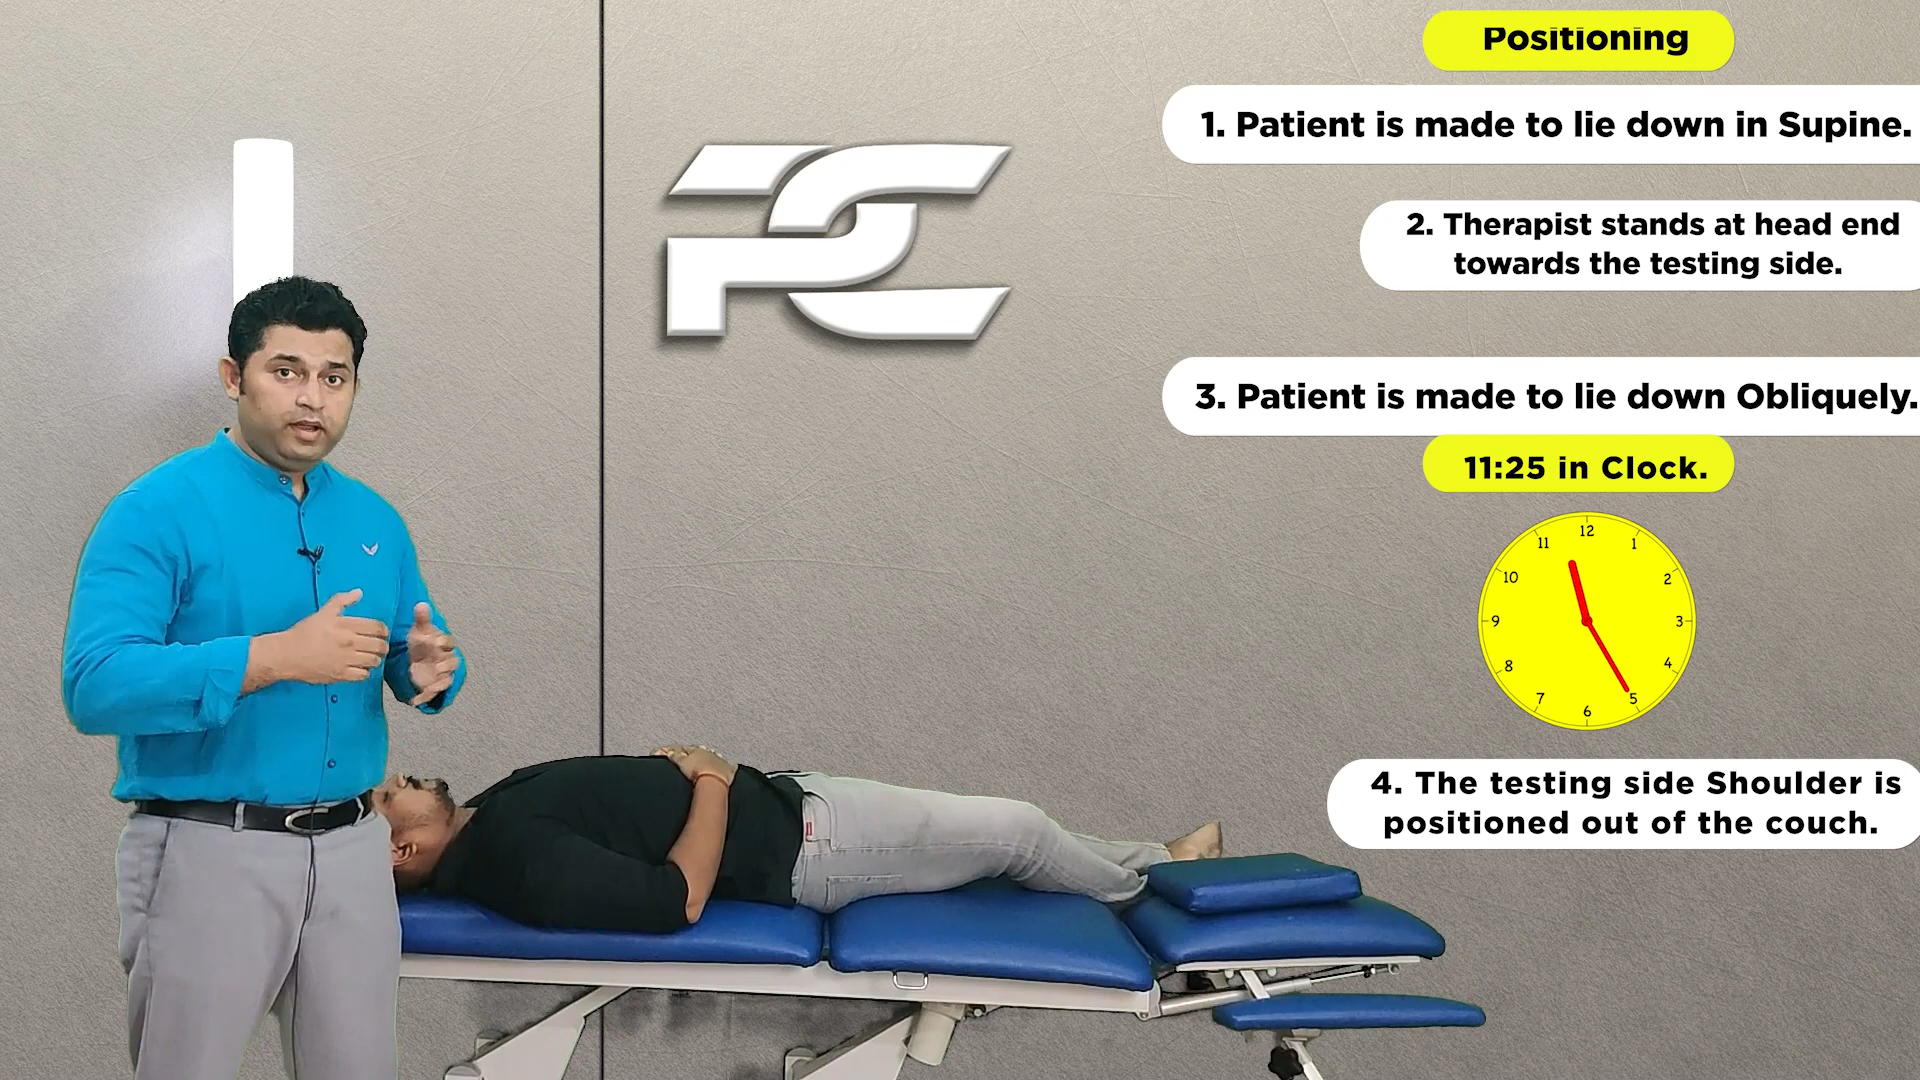 Positioning
1. Patient is made to lie down in Supine.
2. Therapist stands at head end
towards the testing side.
3. Patient is made to lie down Obliquely.
11:25 in Clock.
12
11
1
10
2
9
3
8
4
7
5
6
4. The testing side Shoulder is
positioned out of the couch.
PC